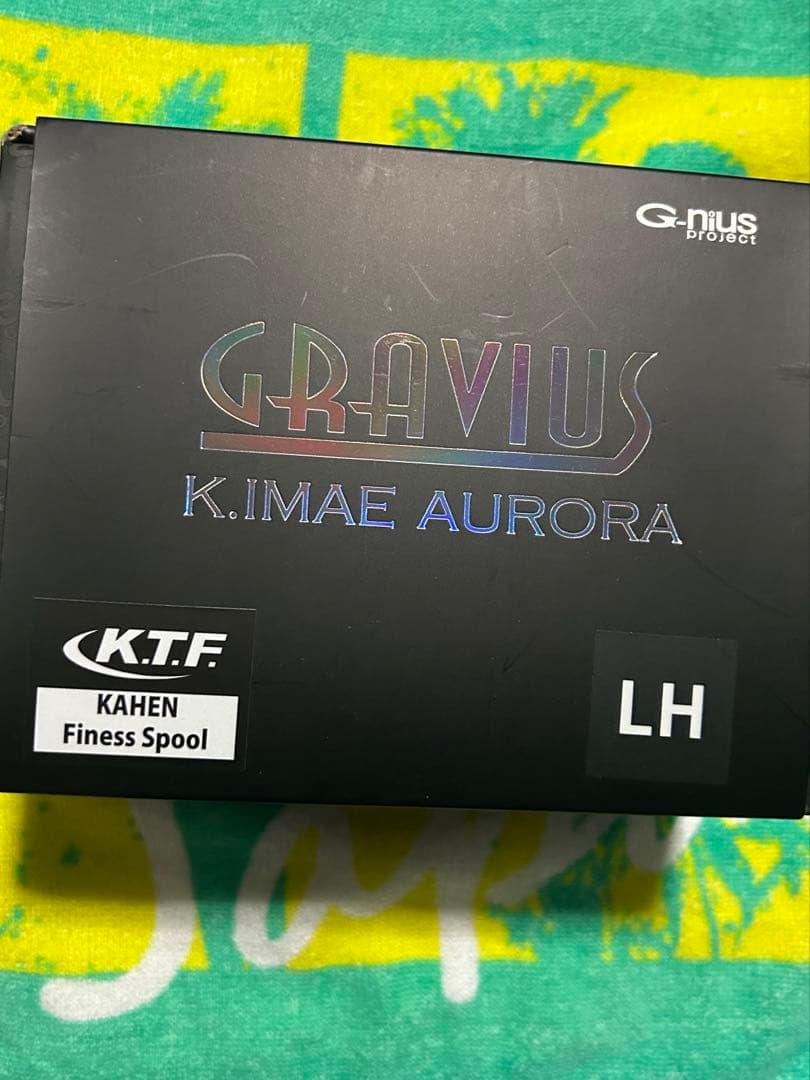 G-nius
project
GRAVIUS
K.IMAE AURORA
K.T.F.
KAHEN
Finess Spool
LH